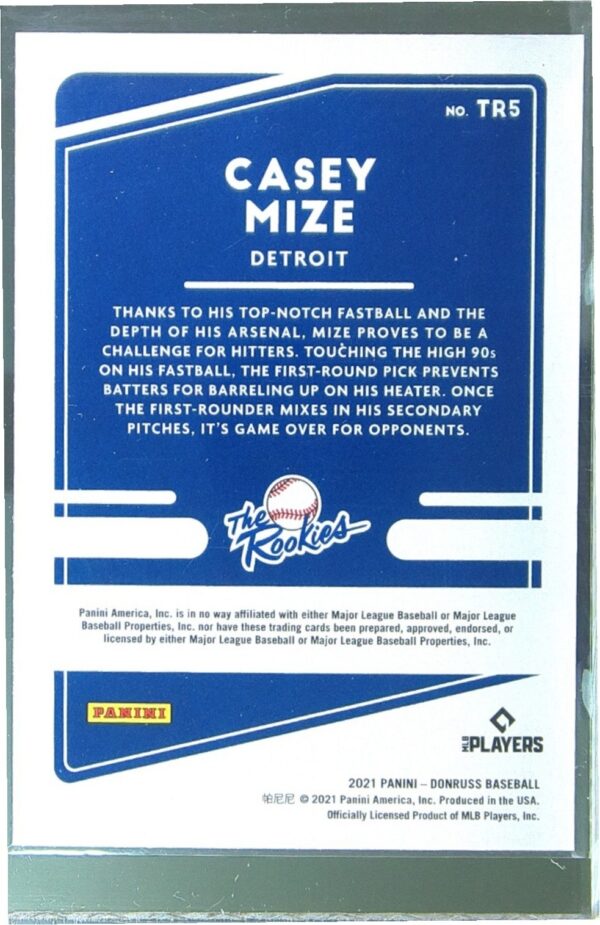 NO. TR5
CASEY
MIZE
DETROIT
THANKS TO HIS TOP-NOTCH FASTBALL AND THE
DEPTH OF HIS ARSENAL, MIZE PROVES TO BE A
CHALLENGE FOR HITTERS. TOUCHING THE HIGH 90s
ON HIS FASTBALL, THE FIRST-ROUND PICK PREVENTS
BATTERS FOR BARRELING UP ON HIS HEATER. ONCE
THE FIRST-ROUNDER MIXES IN HIS SECONDARY
PITCHES, IT'S GAME OVER FOR OPPONENTS.
The
Rookies
Panini America, Inc. is in no way affiliated with either Major League Baseball or Major League
Baseball Properties, Inc. nor have these trading cards been prepared, approved, endorsed, or
licensed by either Major League Baseball or Major League Baseball Properties, Inc.
PANINI
MLB PLAYERS
2021 PANINI – DONRUSS BASEBALL
帕尼尼 © 2021 Panini America, Inc. Produced in the USA.
Officially Licensed Product of MLB Players, Inc.